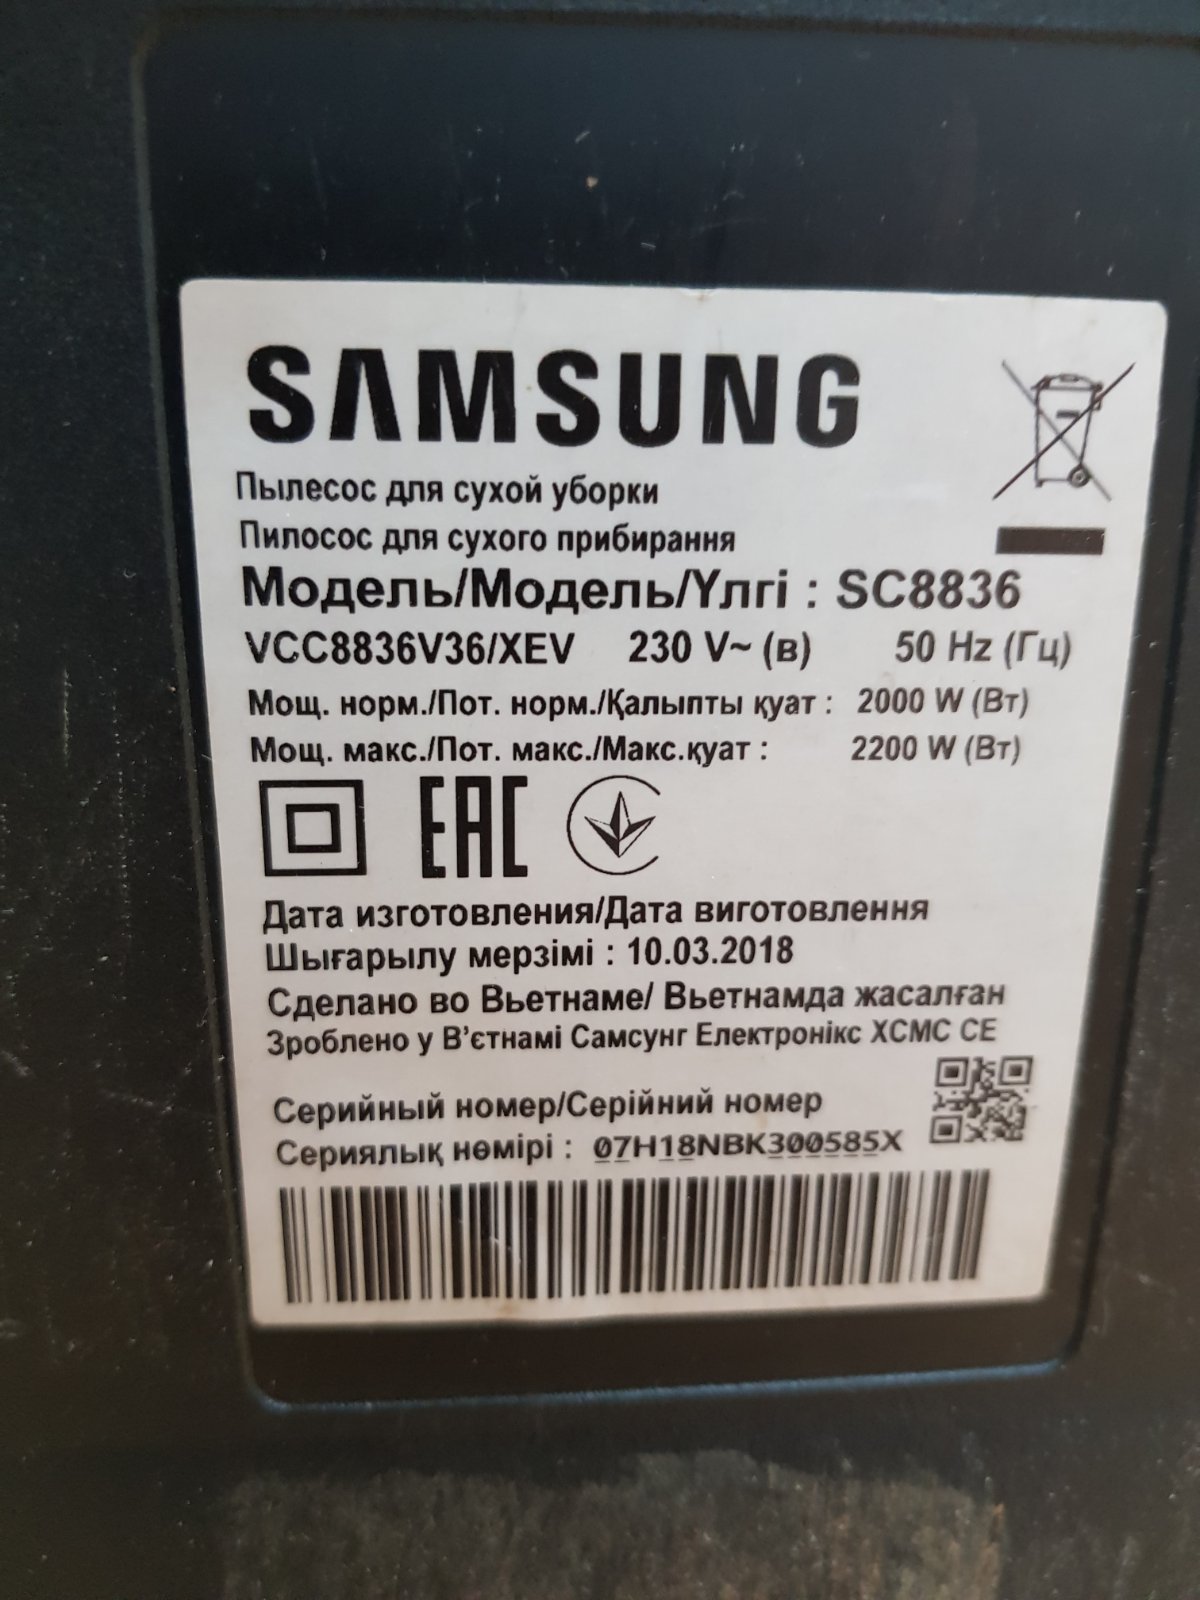 SAMSUNG
Пылесос для сухой уборки
Пилосос для сухого прибирання
Модель/Модель/Үлгі : SC8836
VCC8836V36/XEV 230 V~ (в) 50 Hz (Гц)
Мощ. норм./Пот. норм./Қалыпты қуат : 2000 W (Вт)
Мощ. макс./Пот. макс./Макс.қуат : 2200 W (Вт)
EAC
Дата изготовления/Дата виготовлення
Шығарылу мерзімі : 10.03.2018
Сделано во Вьетнаме/ Вьетнамда жасалған
Зроблено у В'єтнамі Самсунг Електронікс ХСМС СЕ
Серийный номер/Серійний номер
Сериялық нөмірі : 07H18NBK300585X